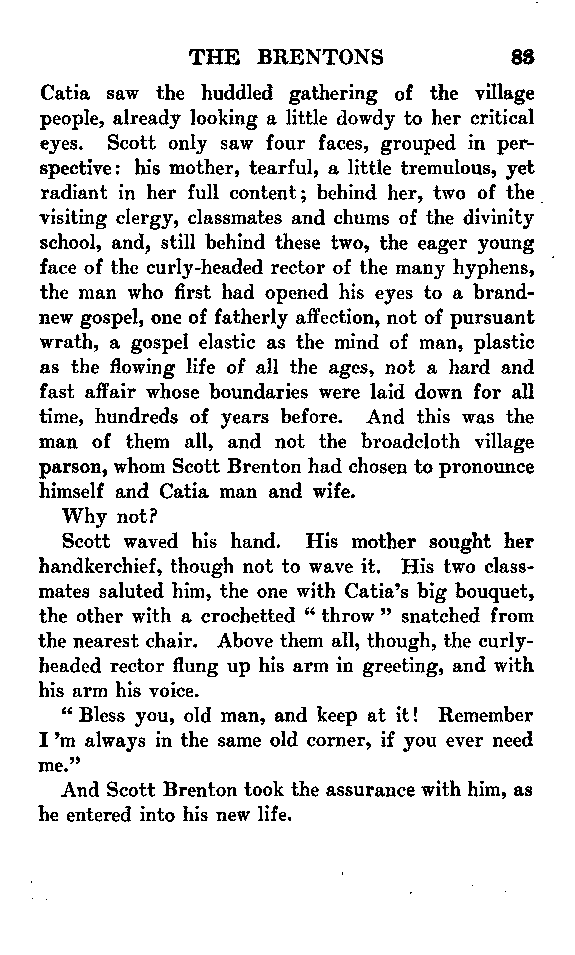 THE BRENTONS 83
Catia saw the huddled gathering of the village
people, already looking a little dowdy to her critical
eyes. Scott only saw four faces, grouped in per-
spective: his mother, tearful, a little tremulous, yet
radiant in her full content; behind her, two of the
visiting clergy, classmates and chums of the divinity
school, and, still behind these two, the eager young
face of the curly-headed rector of the many hyphens,
the man who first had opened his eyes to a brand-
new gospel, one of fatherly affection, not of pursuant
wrath, a gospel elastic as the mind of man, plastic
as the flowing life of all the ages, not a hard and
fast affair whose boundaries were laid down for all
time, hundreds of years before. And this was the
man of them all, and not the broadcloth village
parson, whom Scott Brenton had chosen to pronounce
himself and Catia man and wife.
Why not?
Scott waved his hand. His mother sought her
handkerchief, though not to wave it. His two class-
mates saluted him, the one with Catia's big bouquet,
the other with a crochetted "throw" snatched from
the nearest chair. Above them all, though, the curly-
headed rector flung up his arm in greeting, and with
his arm his voice.
"Bless you, old man, and keep at it! Remember
I 'm always in the same old corner, if you ever need
me."
And Scott Brenton took the assurance with him, as
he entered into his new life.